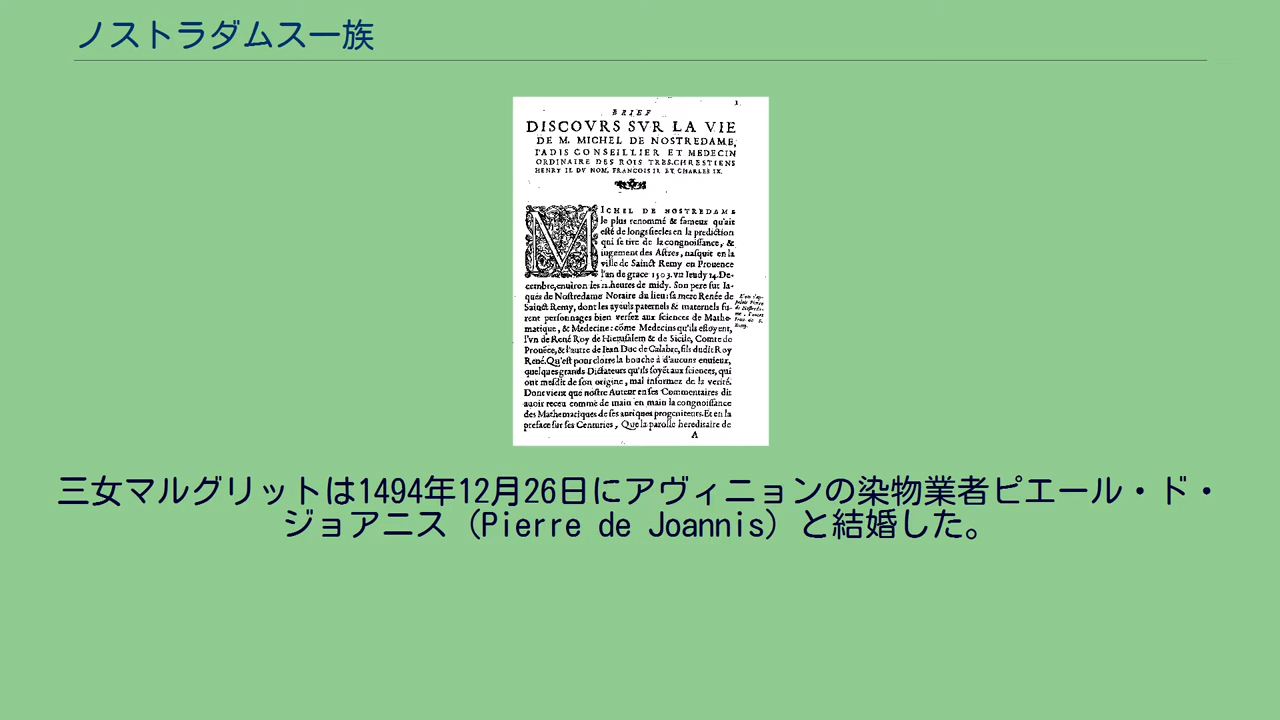 ノストラダムス一族
1.
BRIEF
DISCOVRS SVR LA VIE
DE M. MICHEL DE NOSTREDAME,
IADIS CONSEILLIER ET MEDECIN
ORDINAIRE DES ROIS TRES-CHRESTIENS
HENRY II. DV NOM, FRANCOIS II. ET CHARLES IX.
MICHEL DE NOSTREDAME
le plus renommé & fameux qu'ait
esté de longs siecles en la prediction
qui se tire de la congnoissance, &
iugement des Astres, nasquit en la
ville de Sainct Remy en Prouence
l'an de grace 1503. vn Ieudy 14. De-
cembre, enuiron les 12. heures de midy. Son pere fut Ia-
ques de Nostredame Notaire du lieu: sa mere Renée de
Sainct Remy, dont les ayeuls paternels & maternels fu-
rent personnages bien versez aux sciences de Mathe-
matique, & Medecine: cõme Medecins qu'ils estoyent,
l'vn de René Roy de Hierusalem & de Sicile, Comte de
Prouēce, & l'autre de Iean Duc de Calabre, fils dudit Roy
René. Qu'est pour clorre la bouche à d'aucuns enuieux,
quelques grands Dictateurs qu'ils soyēt aux sciences, qui
ont mesdit de son origine, mal informez de la verité.
Dont vient que nostre Auteur en ses Commentaires dit
auoir receu comme de main en main la congnoissance
des Mathematiques de ses antiques progeniteurs. Et en la
preface sur ses Centuries, Que la parolle hereditaire de
A
三女マルグリットは1494年12月26日にアヴィニョンの染物業者ピエール・ド・
ジョアニス（Pierre de Joannis）と結婚した。